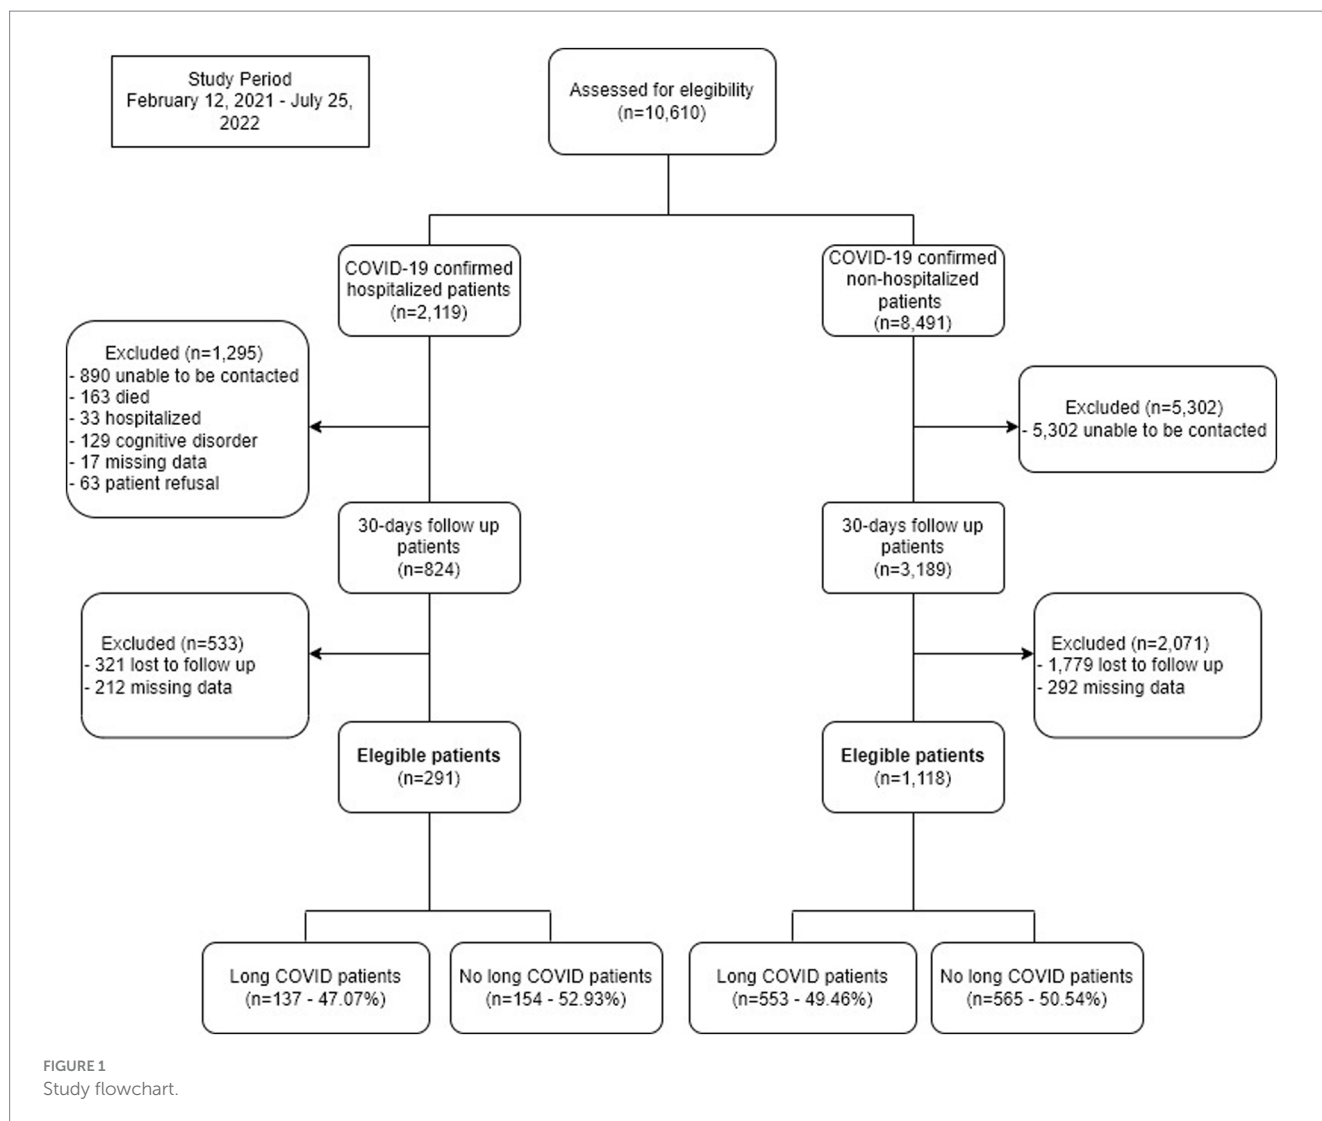 Study Period
February 12, 2021 - July 25,
2022
Assessed for elegibility
(n=10,610)
COVID-19 confirmed
hospitalized patients
(n=2,119)
COVID-19 confirmed
non-hospitalized
patients
(n=8,491)
Excluded (n=1,295)
- 890 unable to be contacted
- 163 died
- 33 hospitalized
- 129 cognitive disorder
- 17 missing data
- 63 patient refusal
Excluded (n=5,302)
- 5,302 unable to be contacted
30-days follow up
patients
(n=824)
30-days follow up
patients
(n=3,189)
Excluded (n=533)
- 321 lost to follow up
- 212 missing data
Excluded (n=2,071)
- 1,779 lost to follow up
- 292 missing data
Elegible patients
(n=291)
Elegible patients
(n=1,118)
Long COVID patients
(n=137 - 47.07%)
No long COVID patients
(n=154 - 52.93%)
Long COVID patients
(n=553 - 49.46%)
No long COVID patients
(n=565 - 50.54%)
FIGURE 1
Study flowchart.